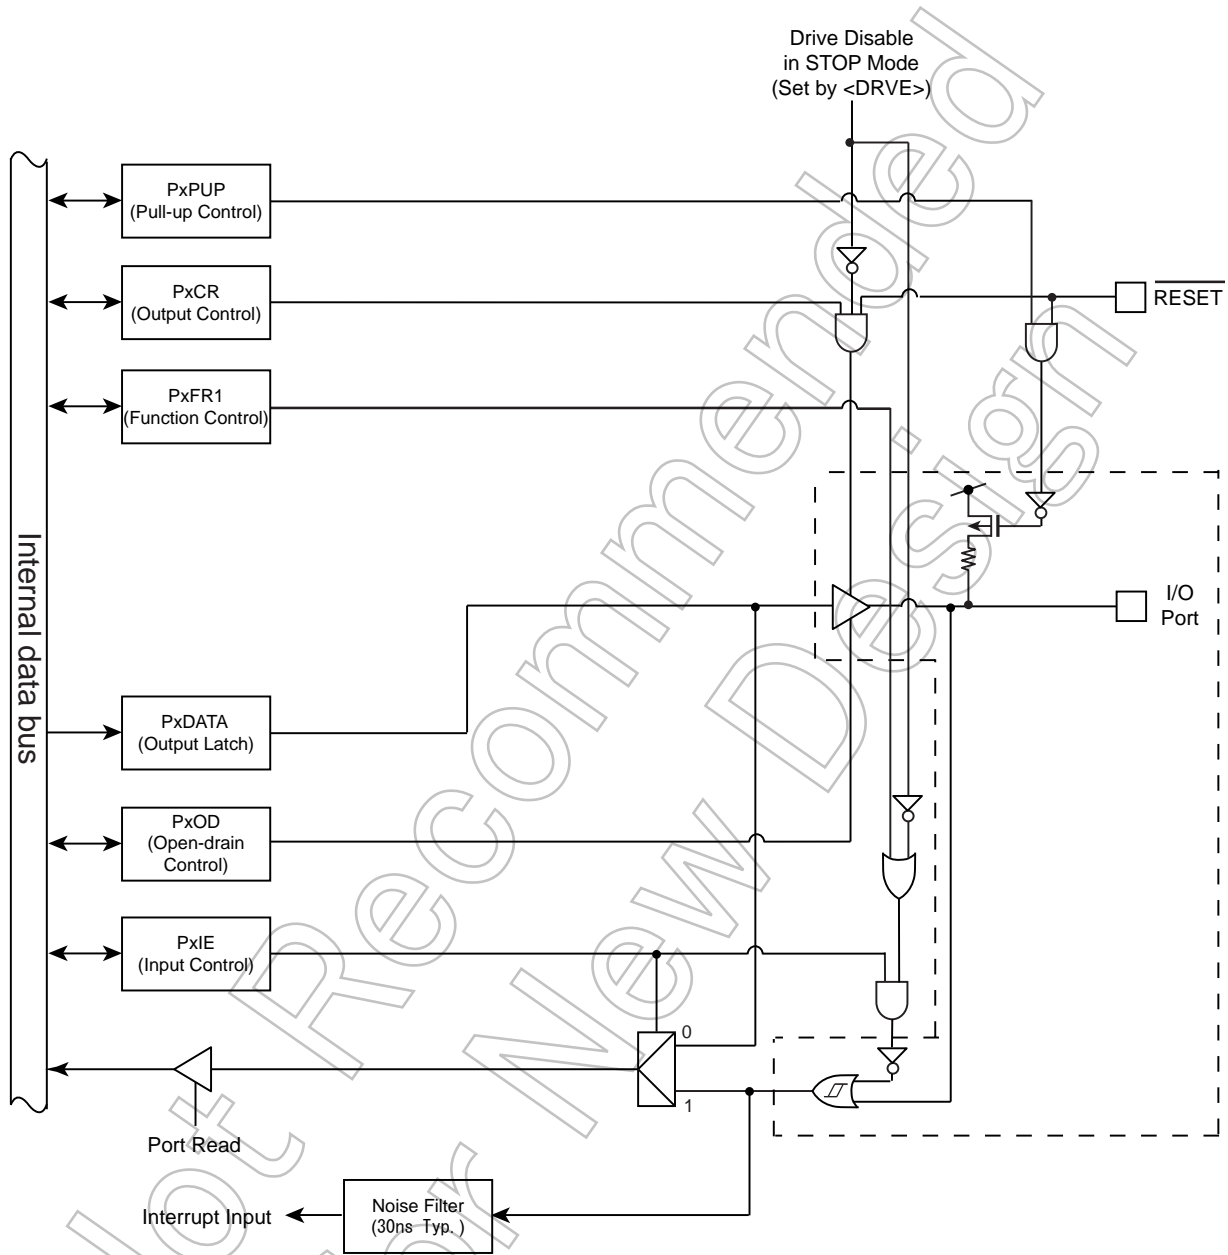 Drive Disable
in STOP Mode
(Set by <DRVE>)
PxPUP
(Pull-up Control)
PxCR
(Output Control)
RESET
PxFR1
(Function Control)
Internal data bus
I/O
Port
PxDATA
(Output Latch)
PxOD
(Open-drain
Control)
PxIE
(Input Control)
0
1
Port Read
Noise Filter
(30ns Typ. )
Interrupt Input
Not Recommended
for New Design